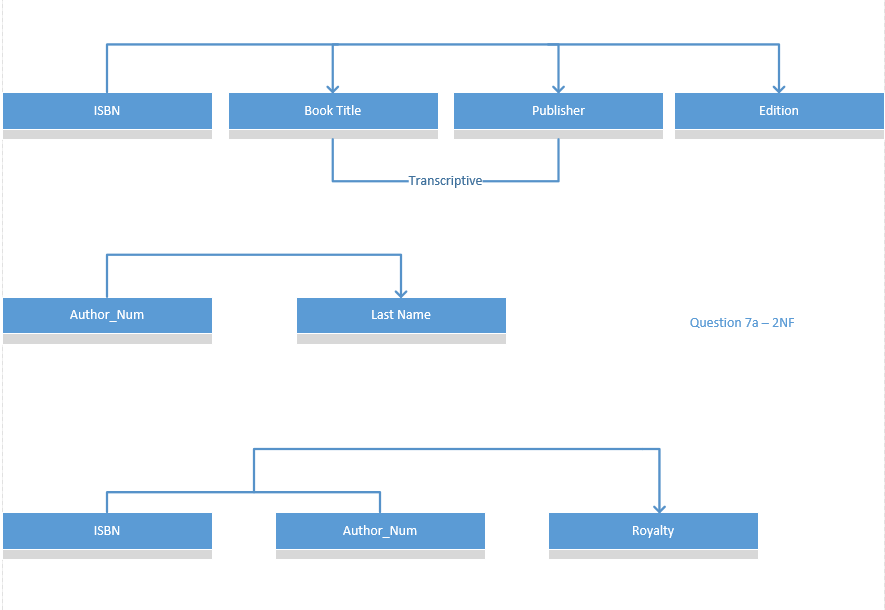 ISBN
Book Title
Publisher
Edition
Transcriptive
Author_Num
Last Name
Question 7a – 2NF
ISBN
Author_Num
Royalty